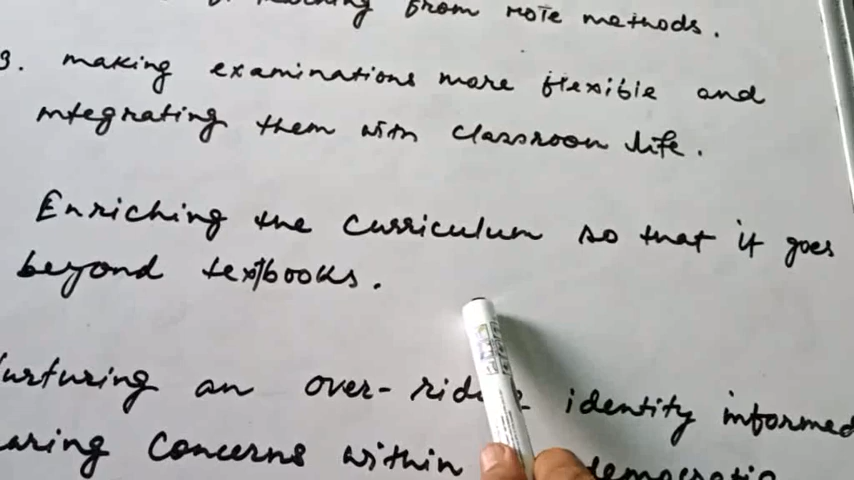 from rote methods.
3. making examinations more flexible and
integrating them with classroom life.
Enriching the curriculum so that it goes
beyond textbooks.
an over- identity informed
concerns within